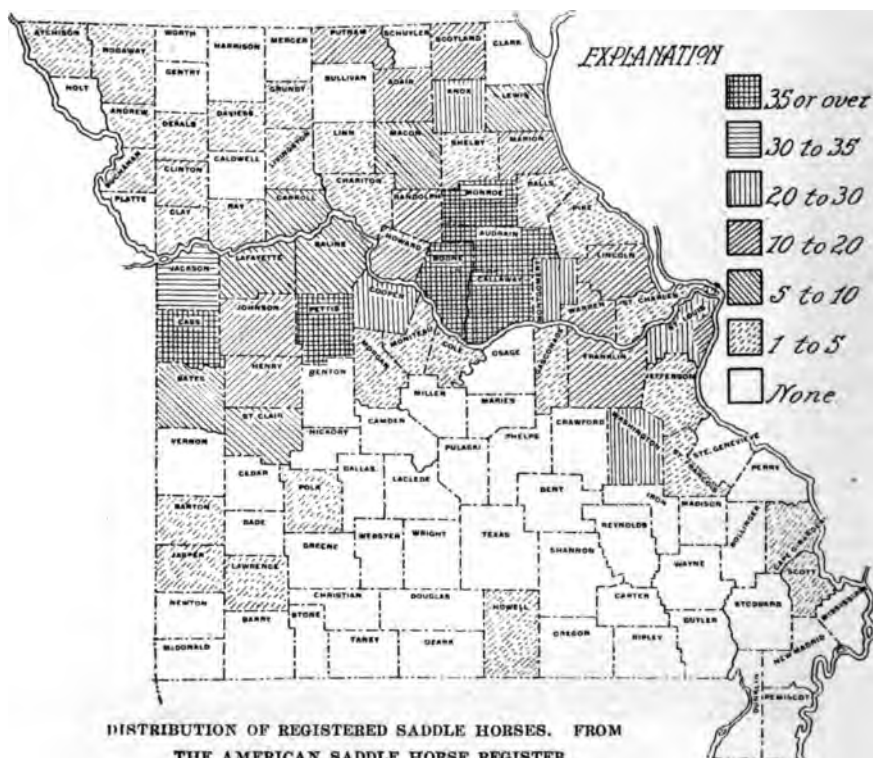 EXPLANATION
35 or over
30 to 35
20 to 30
10 to 20
5 to 10
1 to 5
None
ATCHISON
NODAWAY
WORTH
HARRISON
MERCER
PUTNAM
SCHUYLER
SCOTLAND
CLARK
HOLT
GENTRY
GRUNDY
SULLIVAN
ADAIR
KNOX
LEWIS
ANDREW
DEKALB
DAVIESS
LIVINGSTON
LINN
MACON
SHELBY
MARION
BUCHANAN
CLINTON
CALDWELL
CHARITON
RANDOLPH
MONROE
RALLS
PLATTE
CLAY
RAY
CARROLL
PIKE
AUDRAIN
JACKSON
LAFAYETTE
SALINE
HOWARD
BOONE
CALLAWAY
MONTGOMERY
LINCOLN
WARREN
ST. CHARLES
ST. LOUIS
CASS
JOHNSON
PETTIS
COOPER
MONITEAU
COLE
OSAGE
GASCONADE
FRANKLIN
JEFFERSON
BATES
HENRY
BENTON
MORGAN
MILLER
MARIES
ST. CLAIR
HICKORY
CAMDEN
PULASKI
PHELPS
CRAWFORD
WASHINGTON
ST. FRANCOIS
STE. GENEVIEVE
PERRY
VERNON
CEDAR
POLK
DALLAS
LACLEDE
DENT
IRON
MADISON
BOLLINGER
CAPE GIRARDEAU
BARTON
DADE
GREENE
WEBSTER
WRIGHT
TEXAS
SHANNON
REYNOLDS
WAYNE
SCOTT
JASPER
LAWRENCE
CHRISTIAN
DOUGLAS
HOWELL
CARTER
STODDARD
MISSISSIPPI
NEWTON
BARRY
STONE
TANEY
OZARK
OREGON
RIPLEY
BUTLER
NEW MADRID
McDONALD
DUNKLIN
PEMISCOT
DISTRIBUTION OF REGISTERED SADDLE HORSES. FROM
THE AMERICAN SADDLE HORSE REGISTER